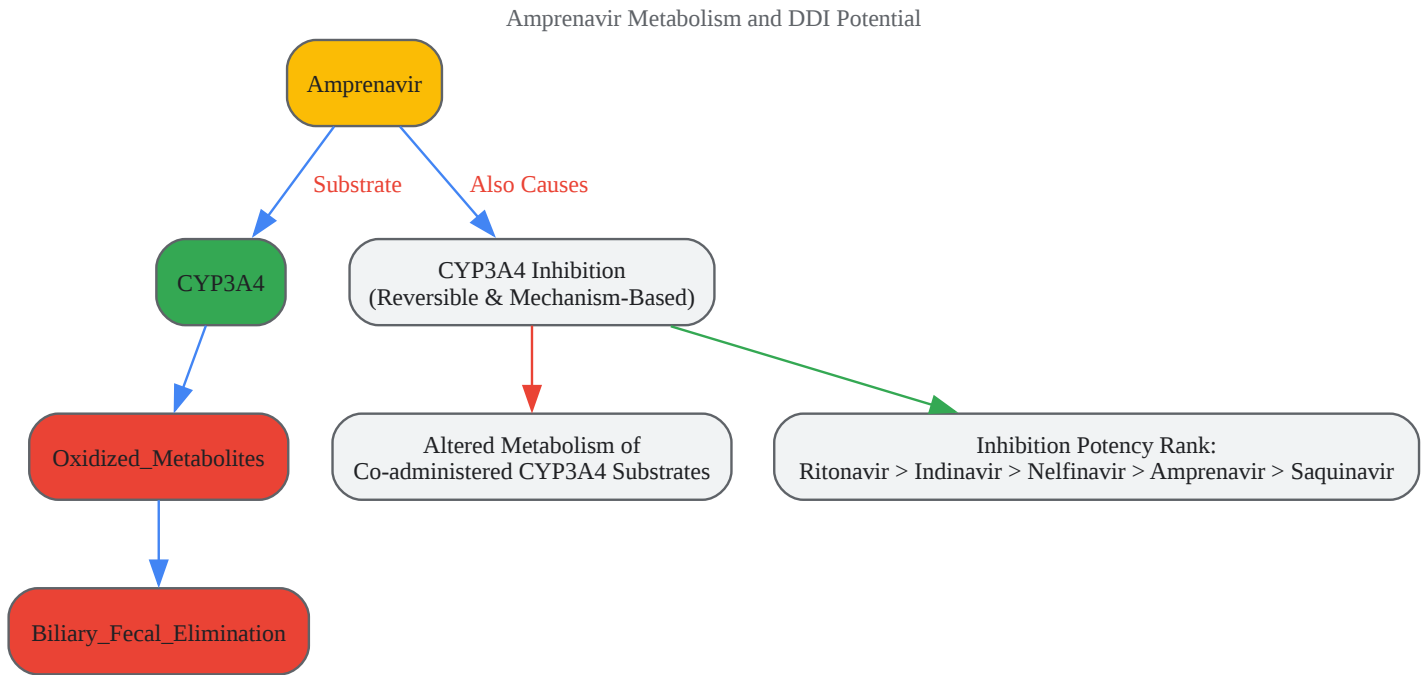 Amprenavir Metabolism and DDI Potential
Amprenavir
Substrate
Also Causes
CYP3A4
CYP3A4 Inhibition
(Reversible & Mechanism-Based)
Oxidized_Metabolites
Altered Metabolism of
Co-administered CYP3A4 Substrates
Inhibition Potency Rank:
Ritonavir > Indinavir > Nelfinavir > Amprenavir > Saquinavir
Biliary_Fecal_Elimination